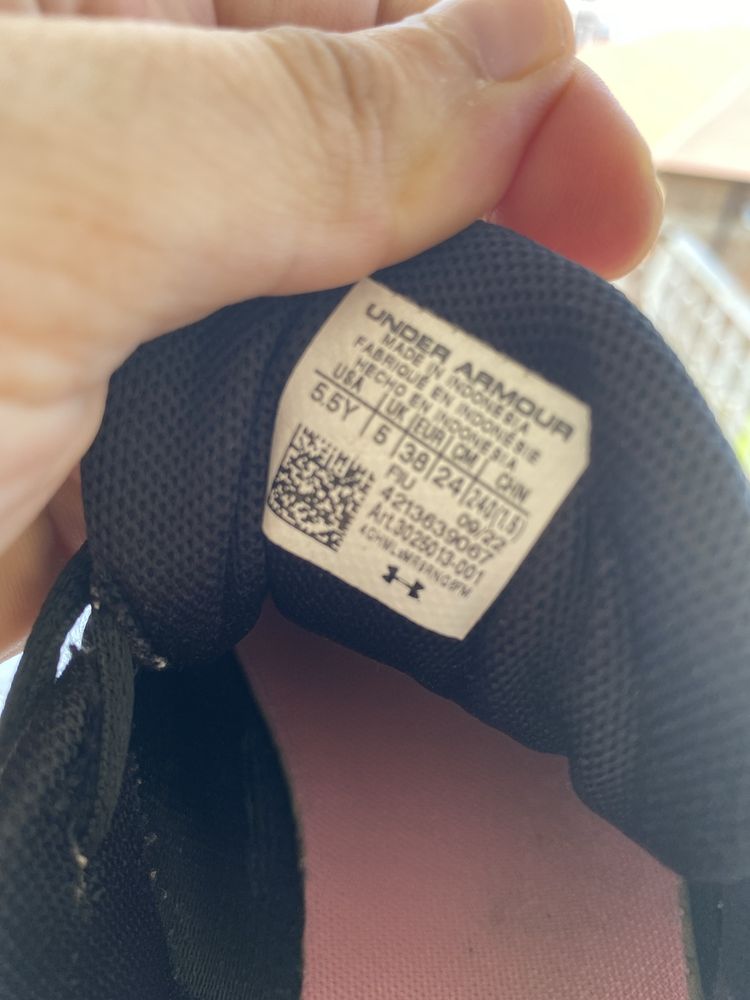 UNDER ARMOUR
MADE IN INDONESIA
FABRIQUÉ EN INDONÉSIE
HECHO EN INDONESIA
USA UK EUR CM CHN
5.5Y 5 38 24 240(1.5)
PIU 09/22
4213639067
Art.3025013-001